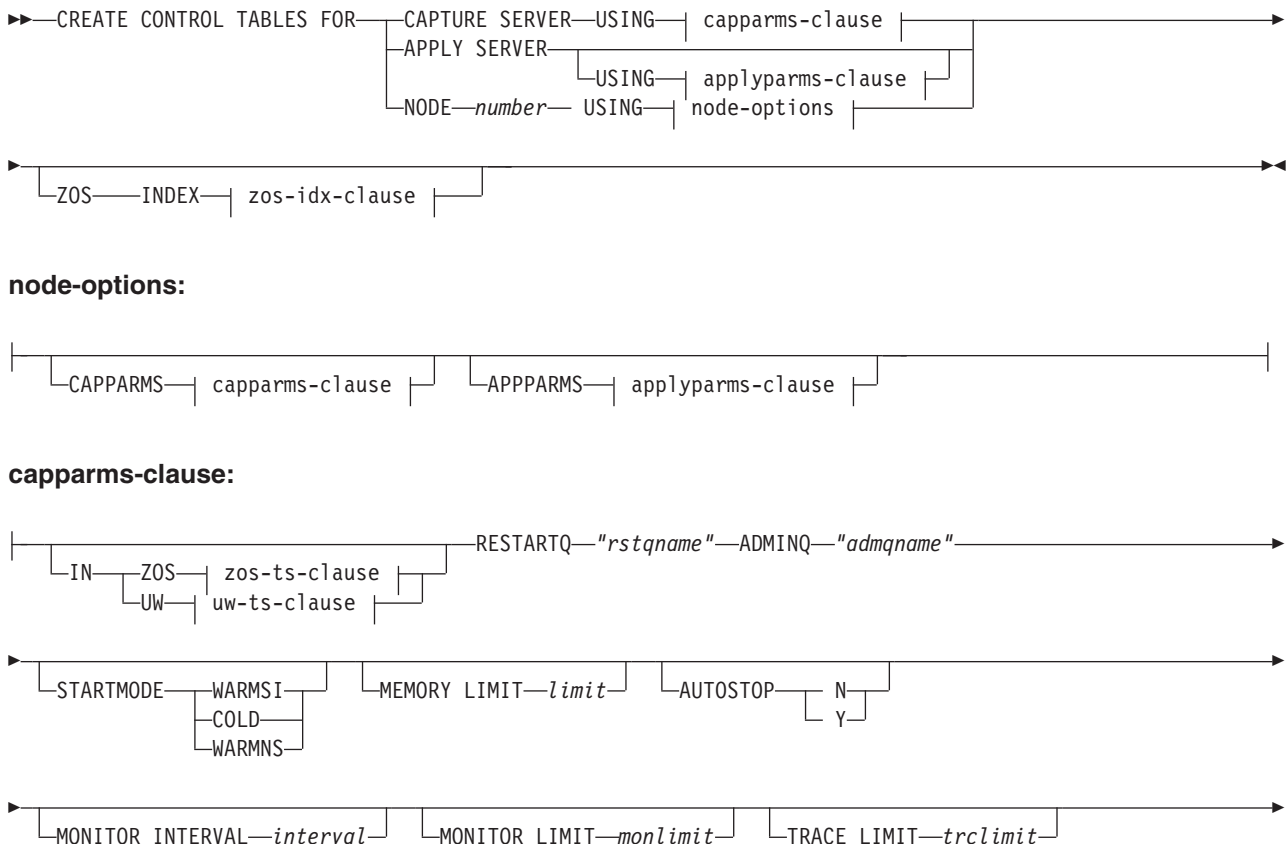 CREATE CONTROL TABLES FOR CAPTURE SERVER USING capparms-clause
APPLY SERVER
USING applyparms-clause
NODE number USING node-options
ZOS INDEX zos-idx-clause
node-options:
CAPPARMS capparms-clause APPPARMS applyparms-clause
capparms-clause:
RESTARTQ "rstqname" ADMINQ "admqname"
IN ZOS zos-ts-clause
UW uw-ts-clause
STARTMODE WARMSI MEMORY LIMIT limit AUTOSTOP N
COLD Y
WARMNS
MONITOR INTERVAL interval MONITOR LIMIT monlimit TRACE LIMIT trclimit